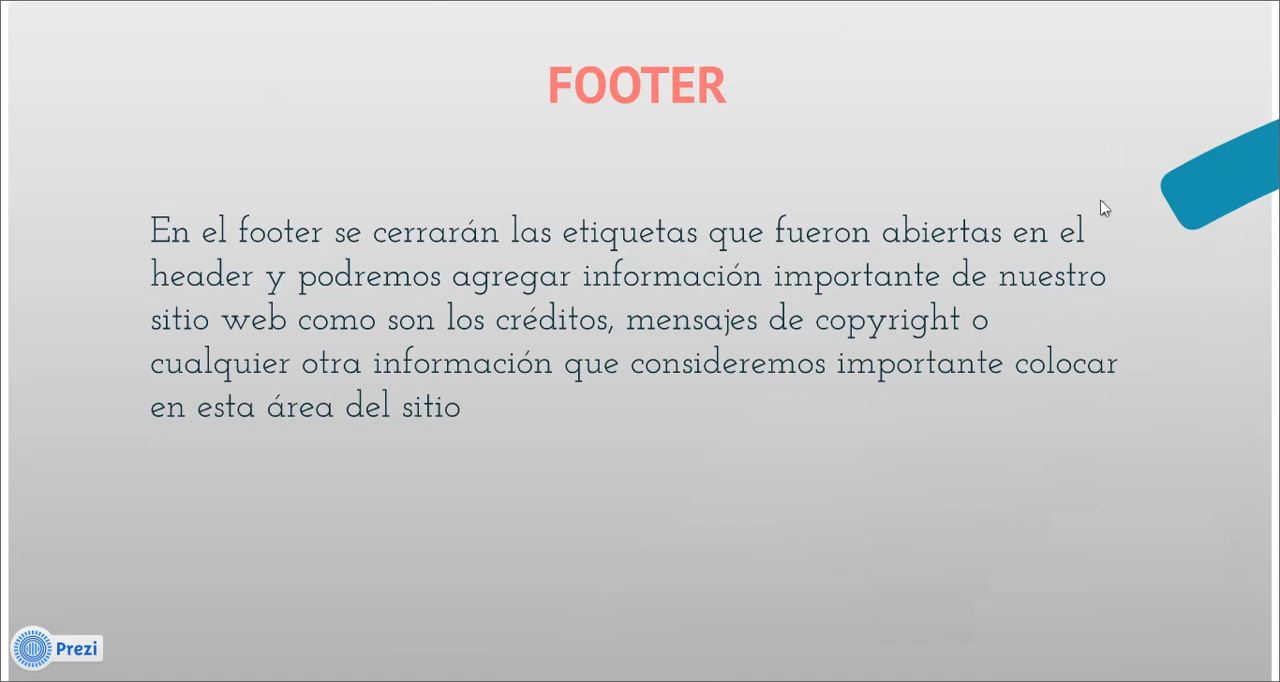 FOOTER
En el footer se cerrarán las etiquetas que fueron abiertas en el
header y podremos agregar información importante de nuestro
sitio web como son los créditos, mensajes de copyright o
cualquier otra información que consideremos importante colocar
en esta área del sitio
Prezi